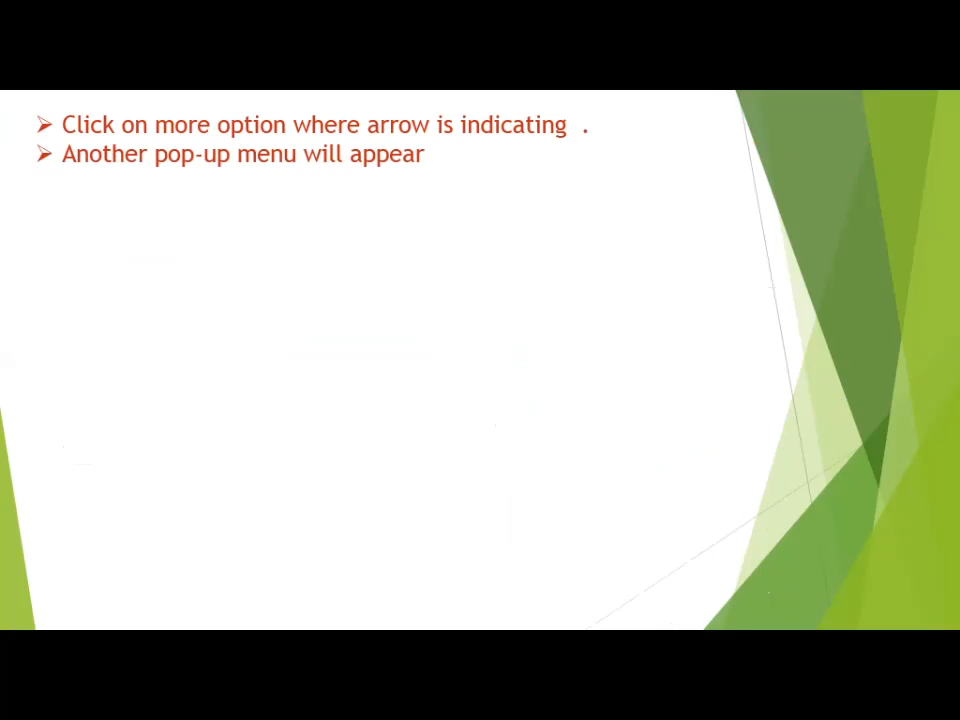 ➢ Click on more option where arrow is indicating .
➢ Another pop-up menu will appear